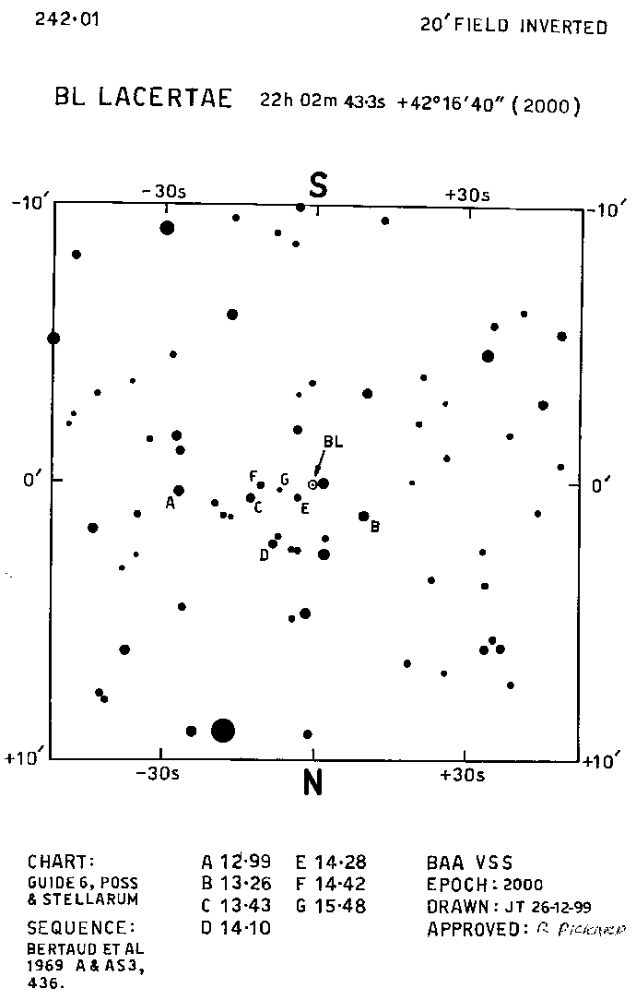 242·01
20′ FIELD INVERTED
BL LACERTAE 22h 02m 43·3s +42°16′40″ (2000)
S
-30s +30s
-10′ -10′
BL
F G
0′ 0′
A C E
B
D
+10′ +10′
-30s +30s
N
CHART:
GUIDE 6, POSS
& STELLARUM
SEQUENCE:
BERTAUD ET AL
1969 A & AS3,
436.
A 12·99 E 14·28
B 13·26 F 14·42
C 13·43 G 15·48
D 14·10
BAA VSS
EPOCH: 2000
DRAWN: JT 26-12-99
APPROVED: R PICKARD